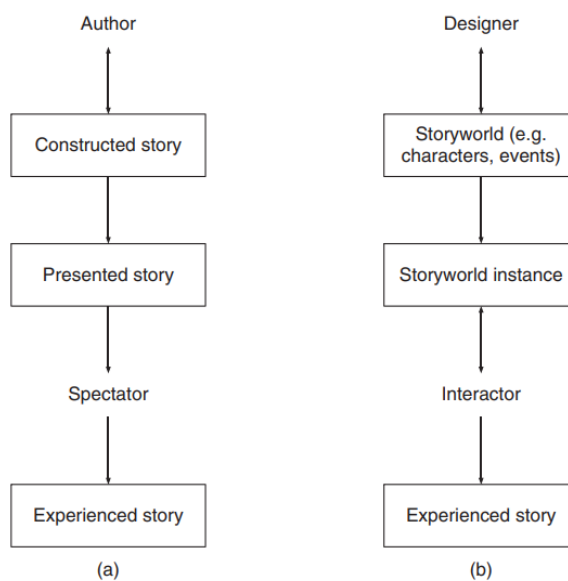 Author
Constructed story
Presented story
Spectator
Experienced story
(a)
Designer
Storyworld (e.g.
characters, events)
Storyworld instance
Interactor
Experienced story
(b)